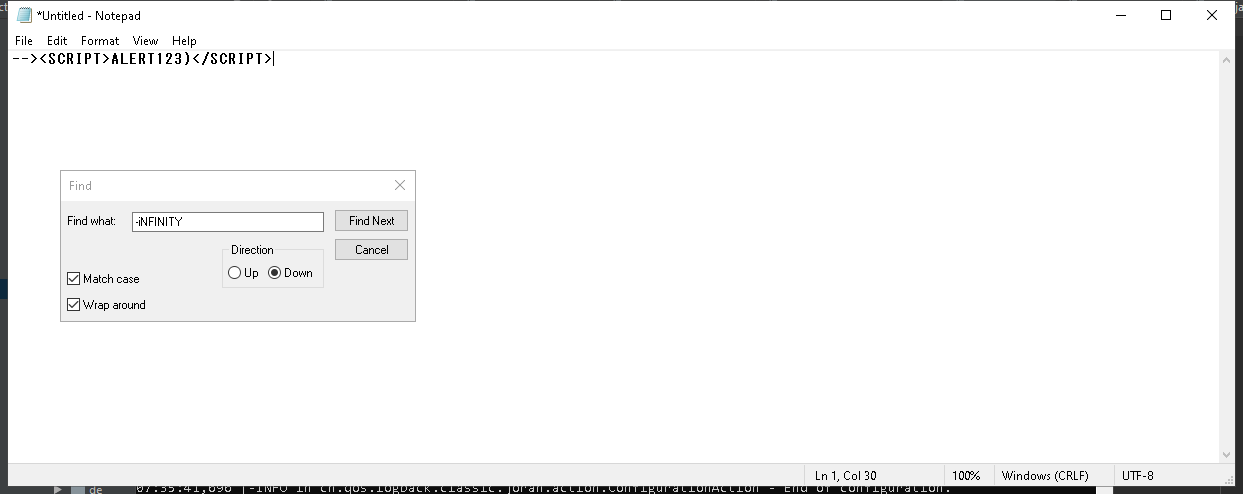 *Untitled - Notepad
File Edit Format View Help
--><SCRIPT>ALERT123)</SCRIPT>
Find
Find what: -iNFINITY Find Next
Cancel
Direction
Up Down
Match case
Wrap around
Ln 1, Col 30 100% Windows (CRLF) UTF-8
de 07:35:41,696 |-INFO in ch.qos.logback.classic.joran.action.ConfigurationAction - End of configuration.